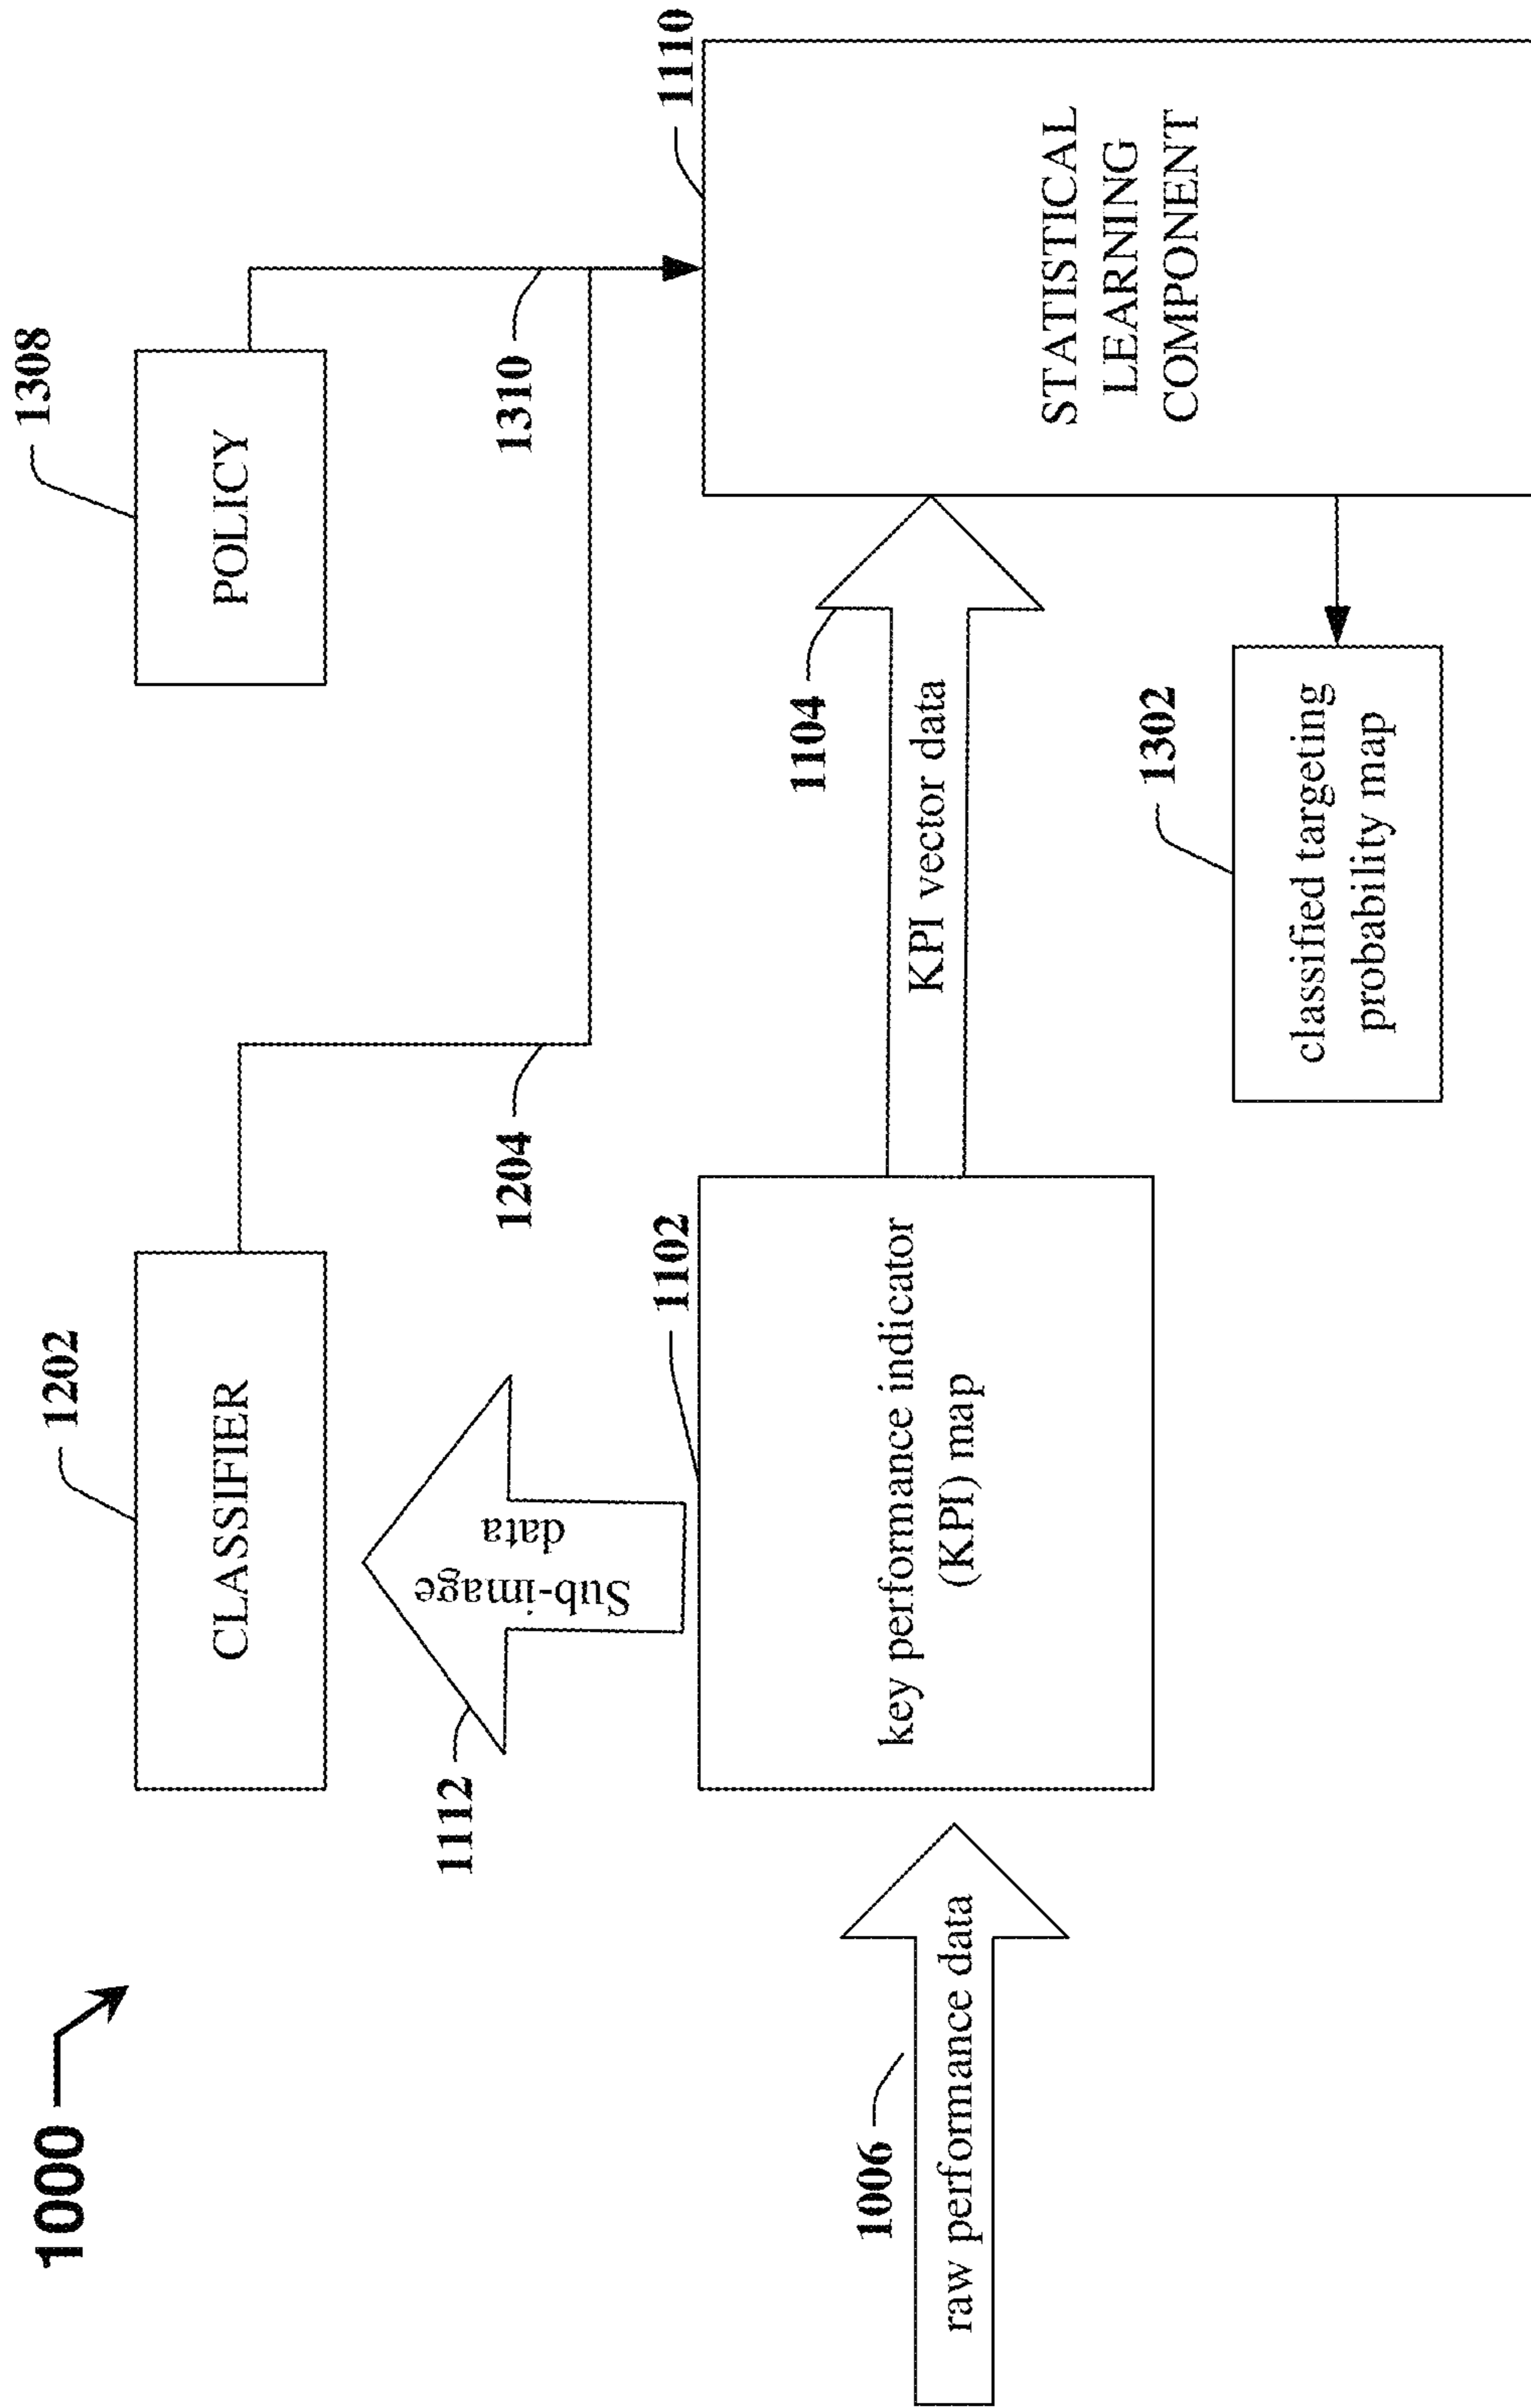 1000
1202
CLASSIFIER
1308
POLICY
1112
Sub-image
data
1204
1310
1102
1110
1006
raw performance data
key performance indicator
(KPI) map
1104
KPI vector data
STATISTICAL
LEARNING
COMPONENT
1302
classified targeting
probability map